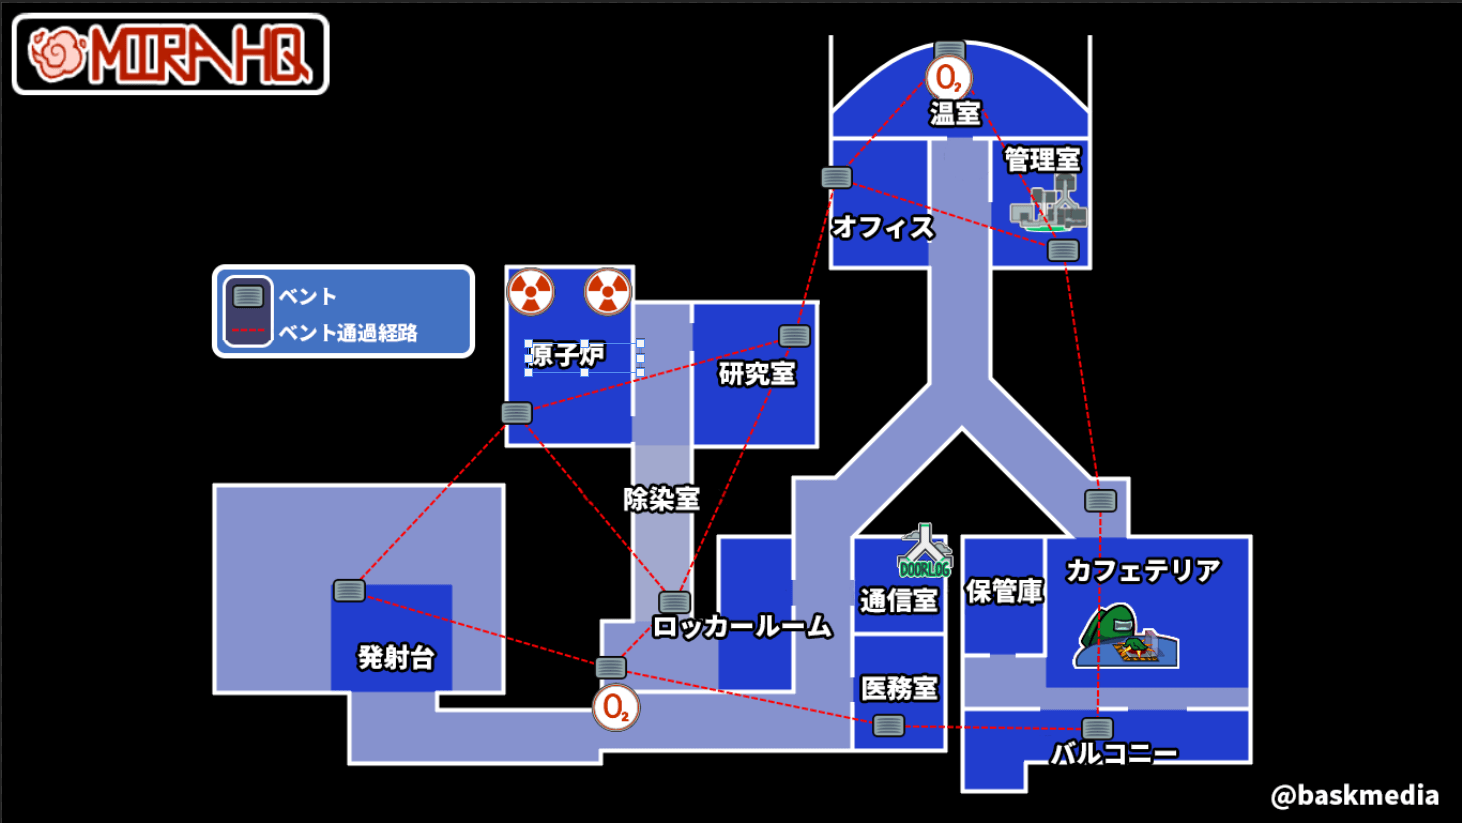 MIRA HQ
O₂
温室
管理室
オフィス
ベント
ベント通過経路
原子炉
研究室
除染室
DOORLOG
カフェテリア
保管庫
通信室
ロッカールーム
発射台
医務室
O₂
バルコニー
@baskmedia